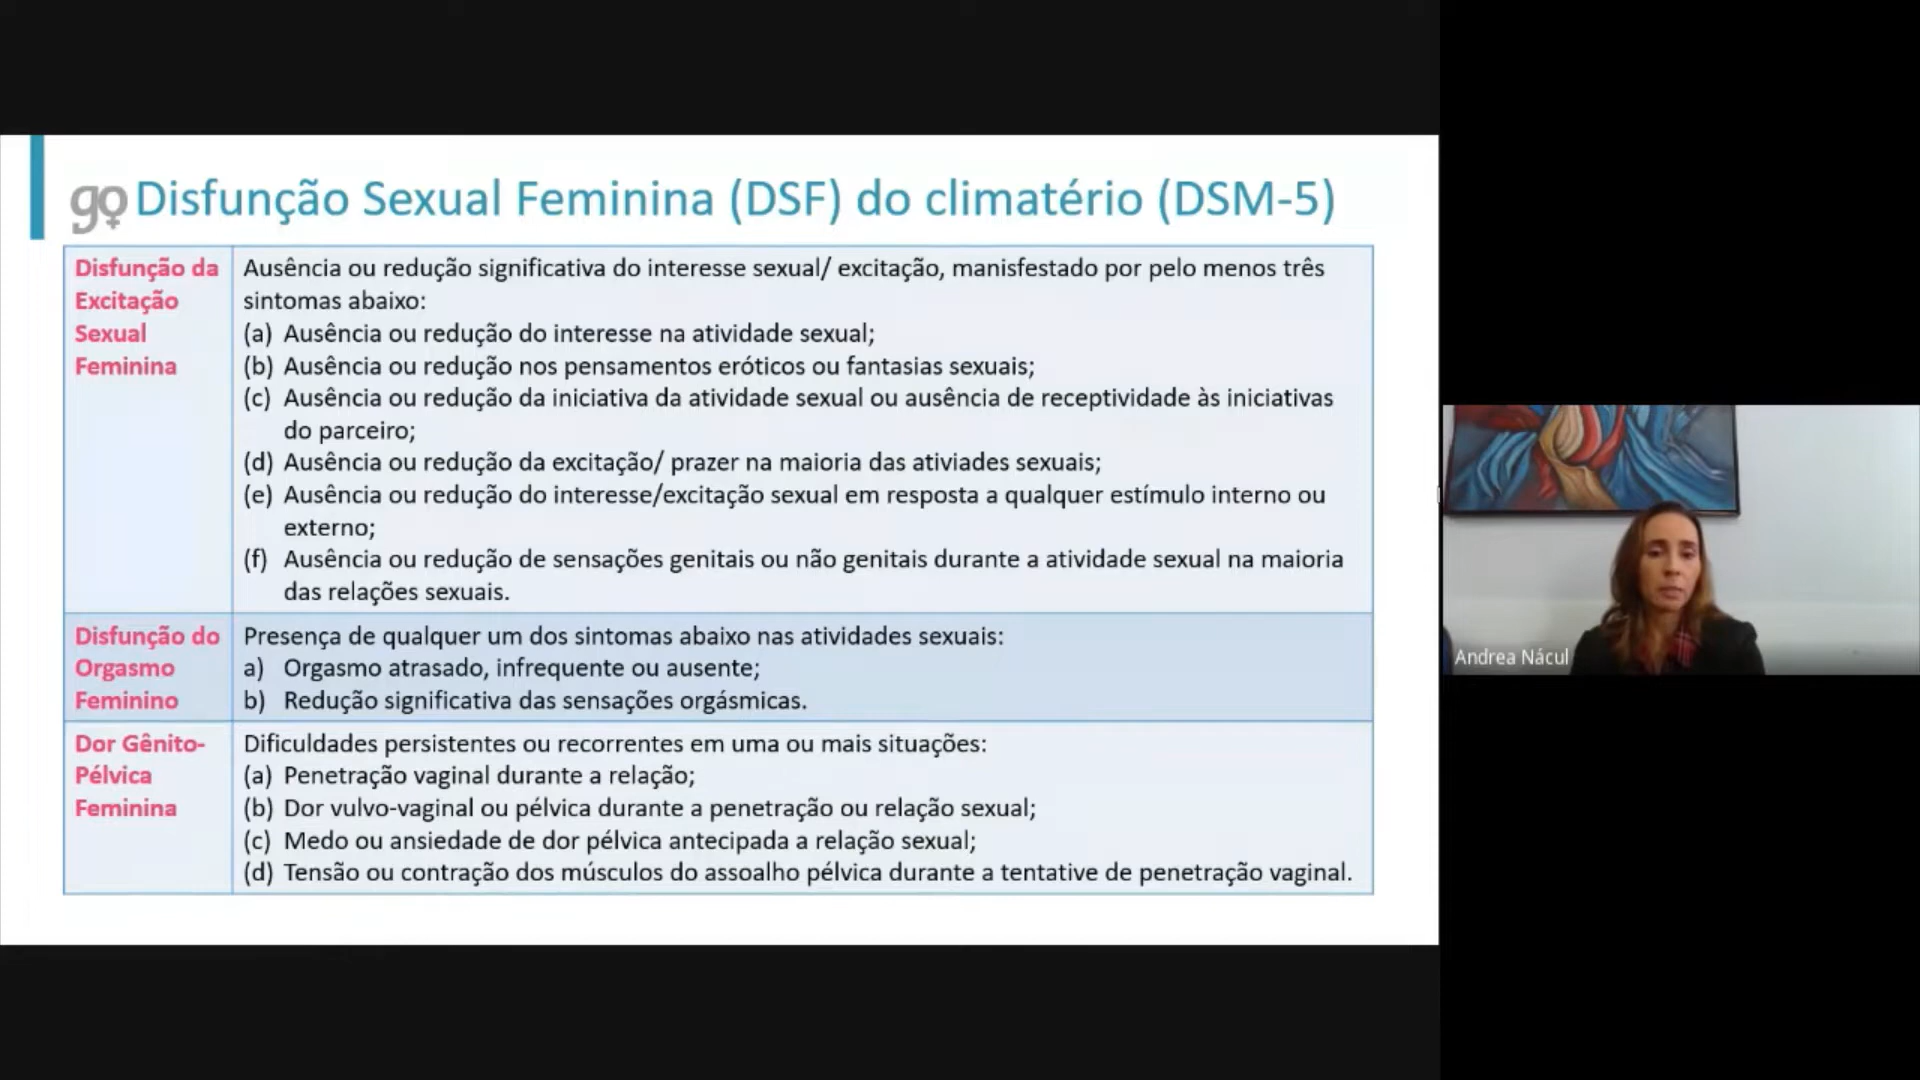 go Disfunção Sexual Feminina (DSF) do climatério (DSM-5)
Disfunção da
Excitação
Sexual
Feminina
Ausência ou redução significativa do interesse sexual/ excitação, manisfestado por pelo menos três
sintomas abaixo:
(a) Ausência ou redução do interesse na atividade sexual;
(b) Ausência ou redução nos pensamentos eróticos ou fantasias sexuais;
(c) Ausência ou redução da iniciativa da atividade sexual ou ausência de receptividade às iniciativas
do parceiro;
(d) Ausência ou redução da excitação/ prazer na maioria das ativiades sexuais;
(e) Ausência ou redução do interesse/excitação sexual em resposta a qualquer estímulo interno ou
externo;
(f) Ausência ou redução de sensações genitais ou não genitais durante a atividade sexual na maioria
das relações sexuais.
Disfunção do
Orgasmo
Feminino
Presença de qualquer um dos sintomas abaixo nas atividades sexuais:
a) Orgasmo atrasado, infrequente ou ausente;
b) Redução significativa das sensações orgásmicas.
Dor Gênito-
Pélvica
Feminina
Dificuldades persistentes ou recorrentes em uma ou mais situações:
(a) Penetração vaginal durante a relação;
(b) Dor vulvo-vaginal ou pélvica durante a penetração ou relação sexual;
(c) Medo ou ansiedade de dor pélvica antecipada a relação sexual;
(d) Tensão ou contração dos músculos do assoalho pélvica durante a tentative de penetração vaginal.
Andrea Nácul